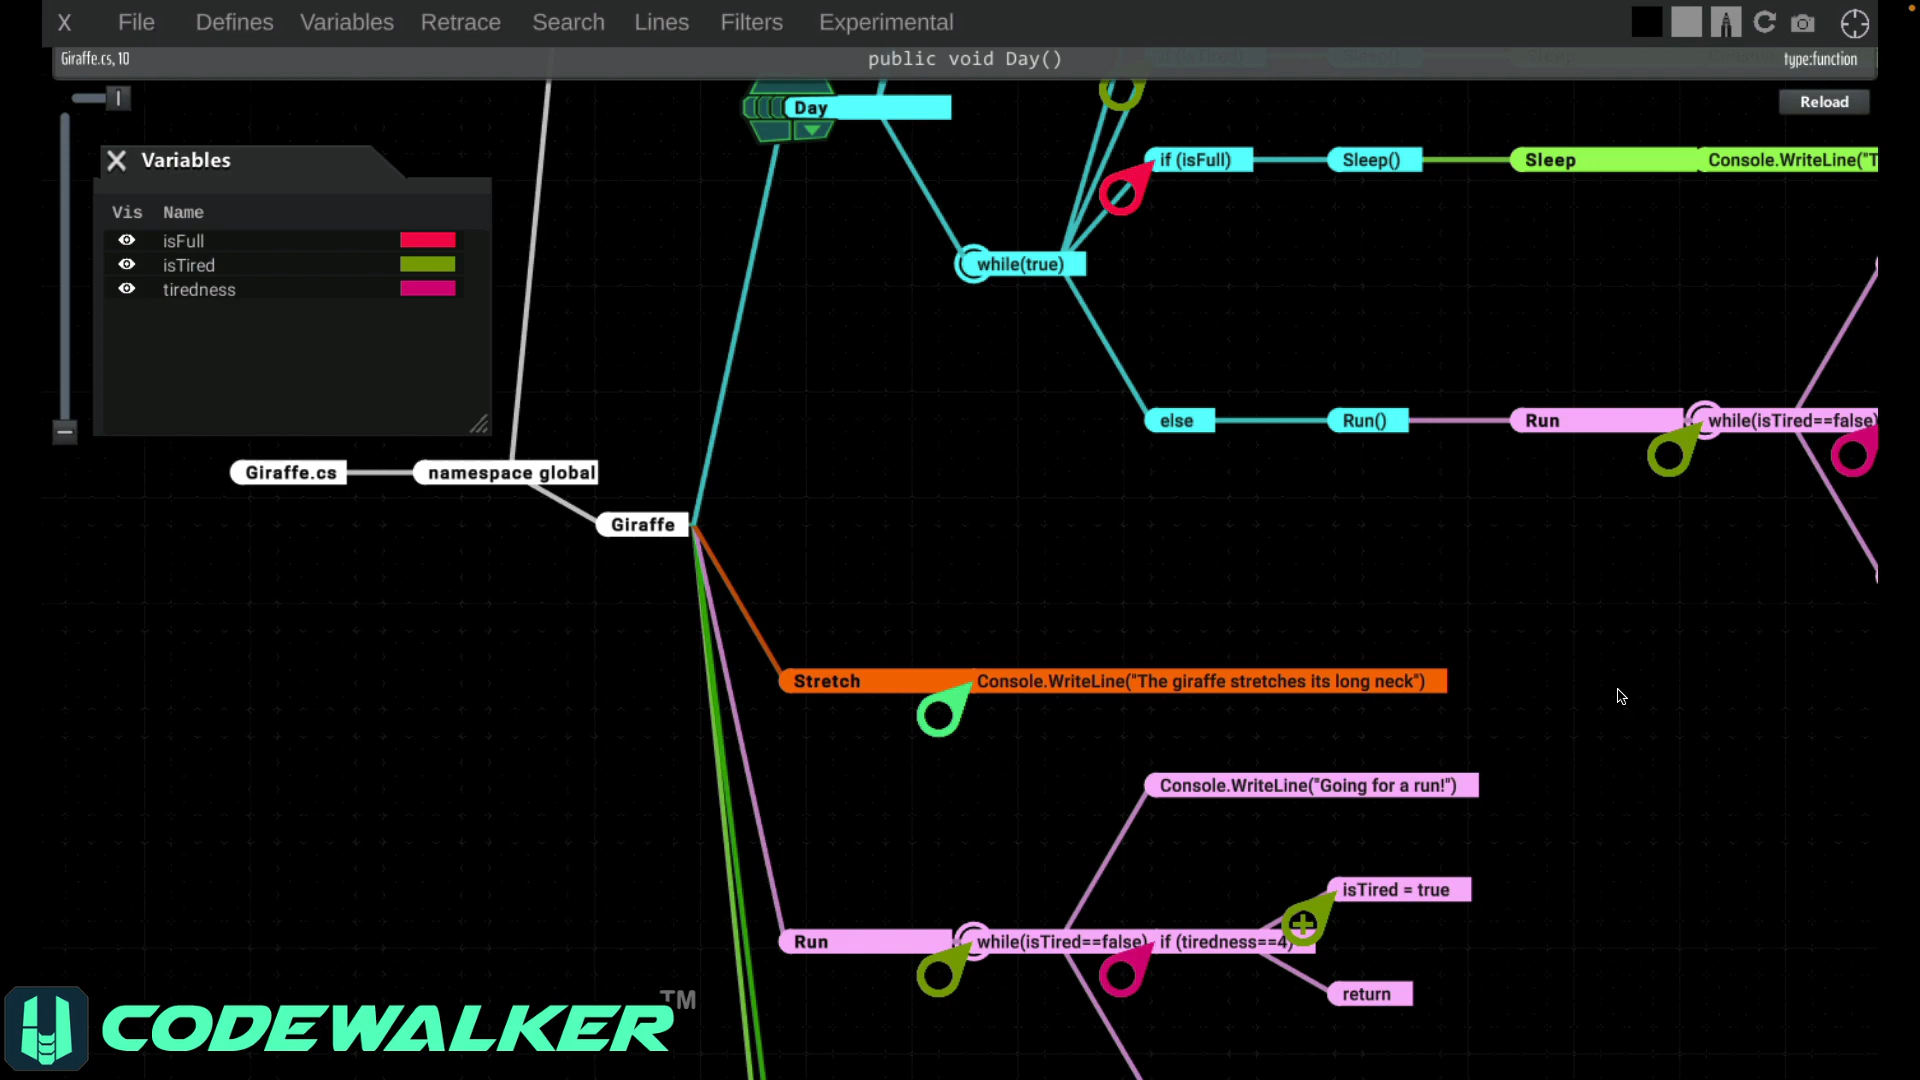 X File Defines Variables Retrace Search Lines Filters Experimental
Giraffe.cs, 10 public void Day() type:function
Reload
Day
Variables
Vis Name
isFull
isTired
tiredness
if (isFull) Sleep() Sleep Console.WriteLine("T
while(true)
else Run() Run while(isTired==false)
Giraffe.cs namespace global
Giraffe
Stretch Console.WriteLine("The giraffe stretches its long neck")
Console.WriteLine("Going for a run!")
isTired = true
Run while(isTired==false) if (tiredness==4)
return
CODEWALKER™